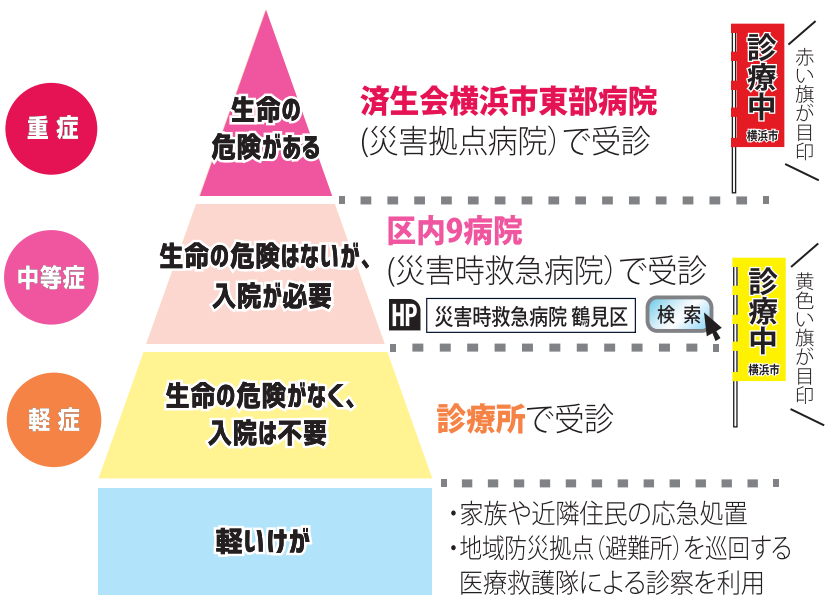 重症
生命の
危険がある
済生会横浜市東部病院
(災害拠点病院)で受診
診療中
横浜市
赤い旗が目印
中等症
生命の危険はないが、
入院が必要
区内9病院
(災害時救急病院)で受診
HP 災害時救急病院 鶴見区 検索
診療中
横浜市
黄色い旗が目印
軽症
生命の危険がなく、
入院は不要
診療所で受診
軽いけが
・家族や近隣住民の応急処置
・地域防災拠点(避難所)を巡回する
医療救護隊による診察を利用